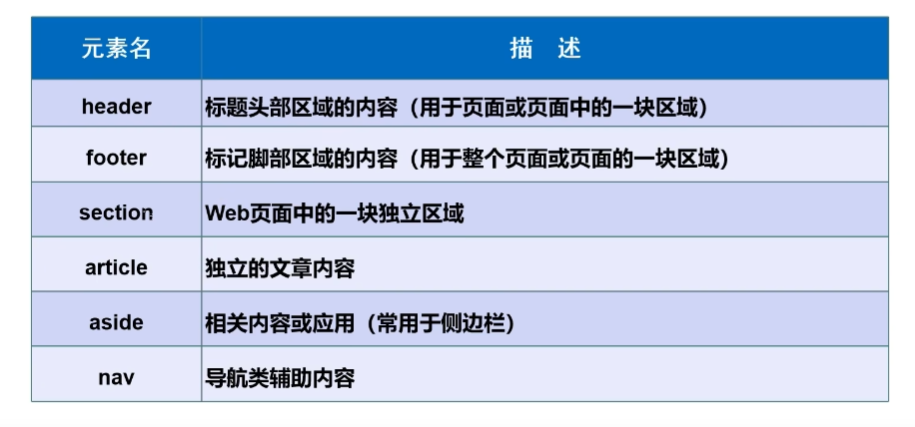 元素名 描 述
header 标题头部区域的内容（用于页面或页面中的一块区域）
footer 标记脚部区域的内容（用于整个页面或页面的一块区域）
section Web页面中的一块独立区域
article 独立的文章内容
aside 相关内容或应用（常用于侧边栏）
nav 导航类辅助内容